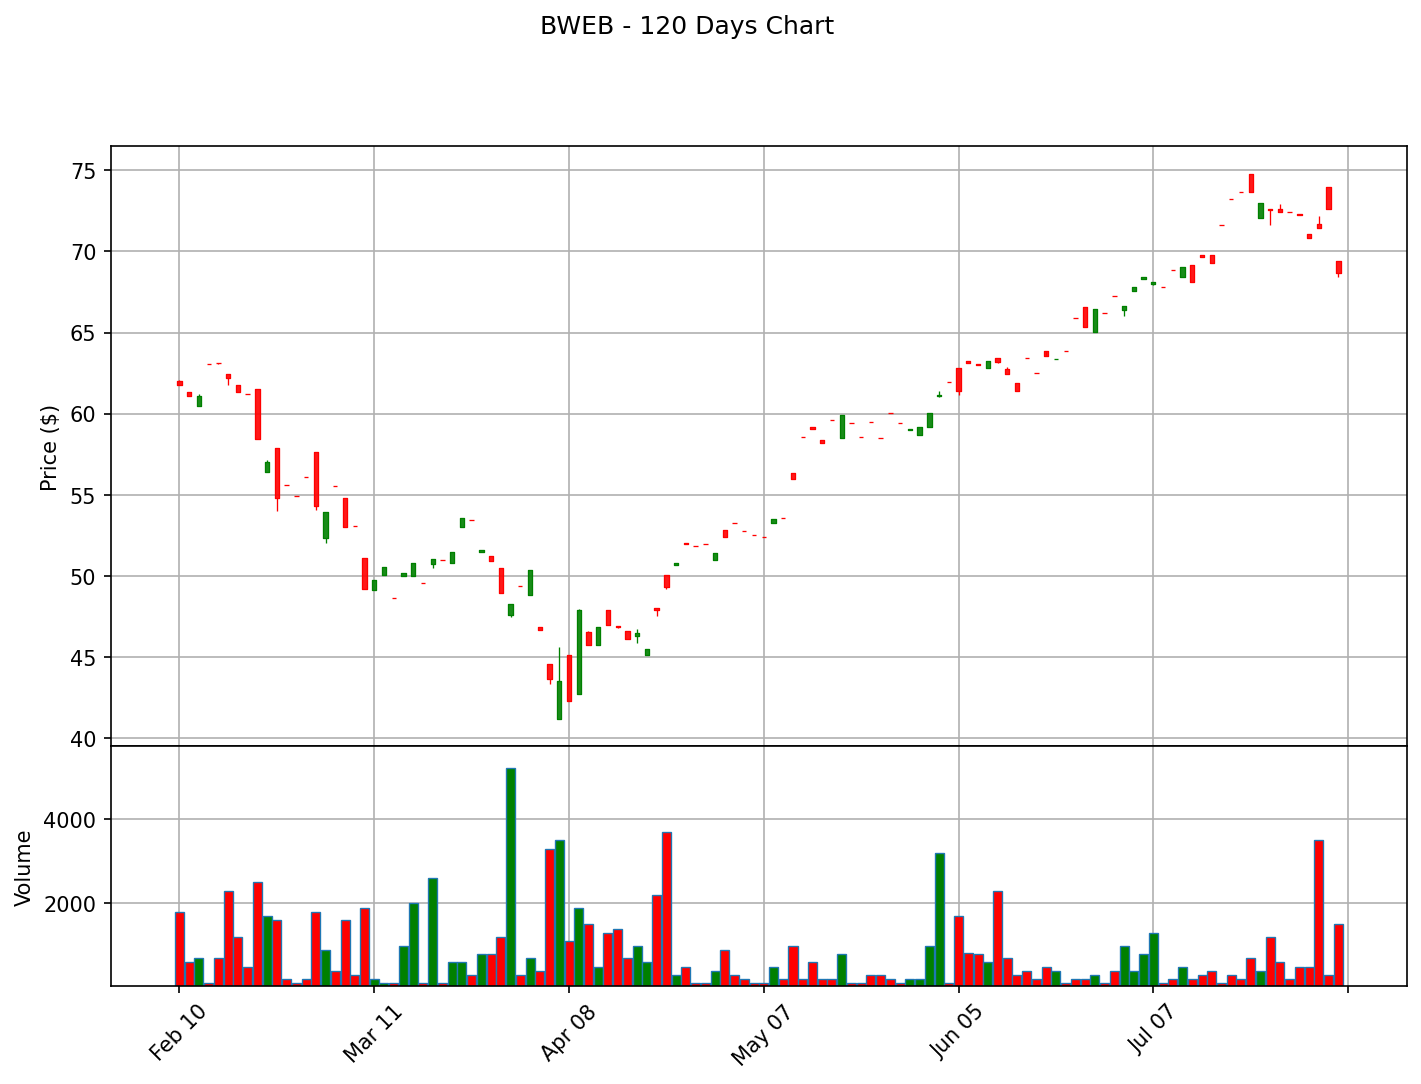 BWEB - 120 Days Chart
75
70
65
60
55
50
45
40
Price ($)
4000
2000
Volume
Feb 10
Mar 11
Apr 08
May 07
Jun 05
Jul 07